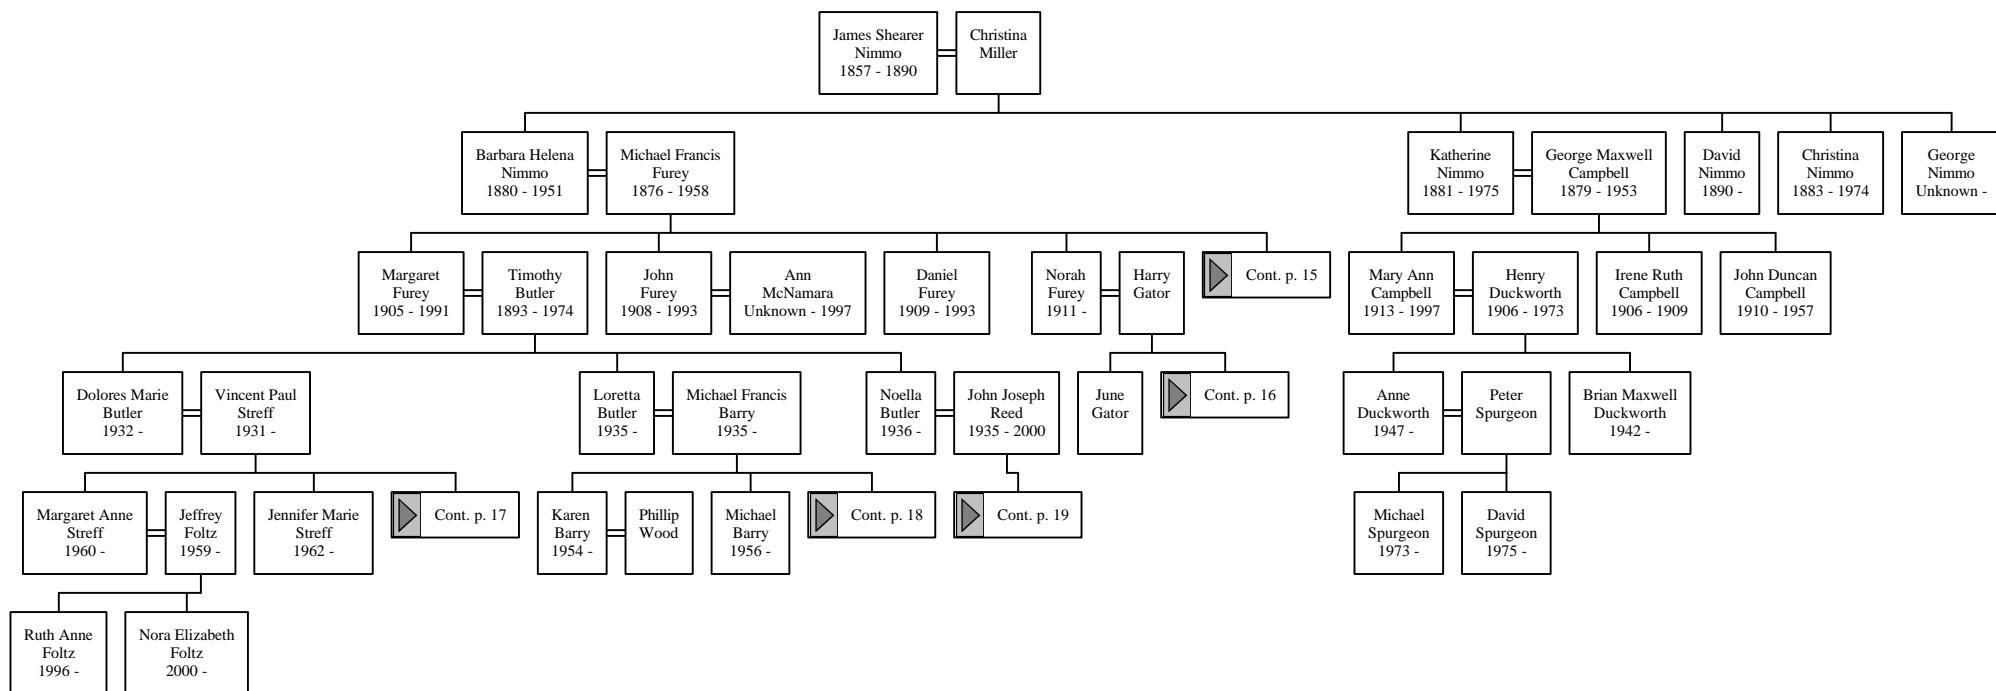 James Shearer
Nimmo
1857 - 1890
Christina
Miller
Barbara Helena
Nimmo
1880 - 1951
Michael Francis
Furey
1876 - 1958
Katherine
Nimmo
1881 - 1975
George Maxwell
Campbell
1879 - 1953
David
Nimmo
1890 -
Christina
Nimmo
1883 - 1974
George
Nimmo
Unknown -
Margaret
Furey
1905 - 1991
Timothy
Butler
1893 - 1974
John
Furey
1908 - 1993
Ann
McNamara
Unknown - 1997
Daniel
Furey
1909 - 1993
Norah
Furey
1911 -
Harry
Gator
Cont. p. 15
Mary Ann
Campbell
1913 - 1997
Henry
Duckworth
1906 - 1973
Irene Ruth
Campbell
1906 - 1909
John Duncan
Campbell
1910 - 1957
Dolores Marie
Butler
1932 -
Vincent Paul
Streff
1931 -
Loretta
Butler
1935 -
Michael Francis
Barry
1935 -
Noella
Butler
1936 -
John Joseph
Reed
1935 - 2000
June
Gator
Cont. p. 16
Anne
Duckworth
1947 -
Peter
Spurgeon
Brian Maxwell
Duckworth
1942 -
Margaret Anne
Streff
1960 -
Jeffrey
Foltz
1959 -
Jennifer Marie
Streff
1962 -
Cont. p. 17
Karen
Barry
1954 -
Phillip
Wood
Michael
Barry
1956 -
Cont. p. 18
Cont. p. 19
Michael
Spurgeon
1973 -
David
Spurgeon
1975 -
Ruth Anne
Foltz
1996 -
Nora Elizabeth
Foltz
2000 -